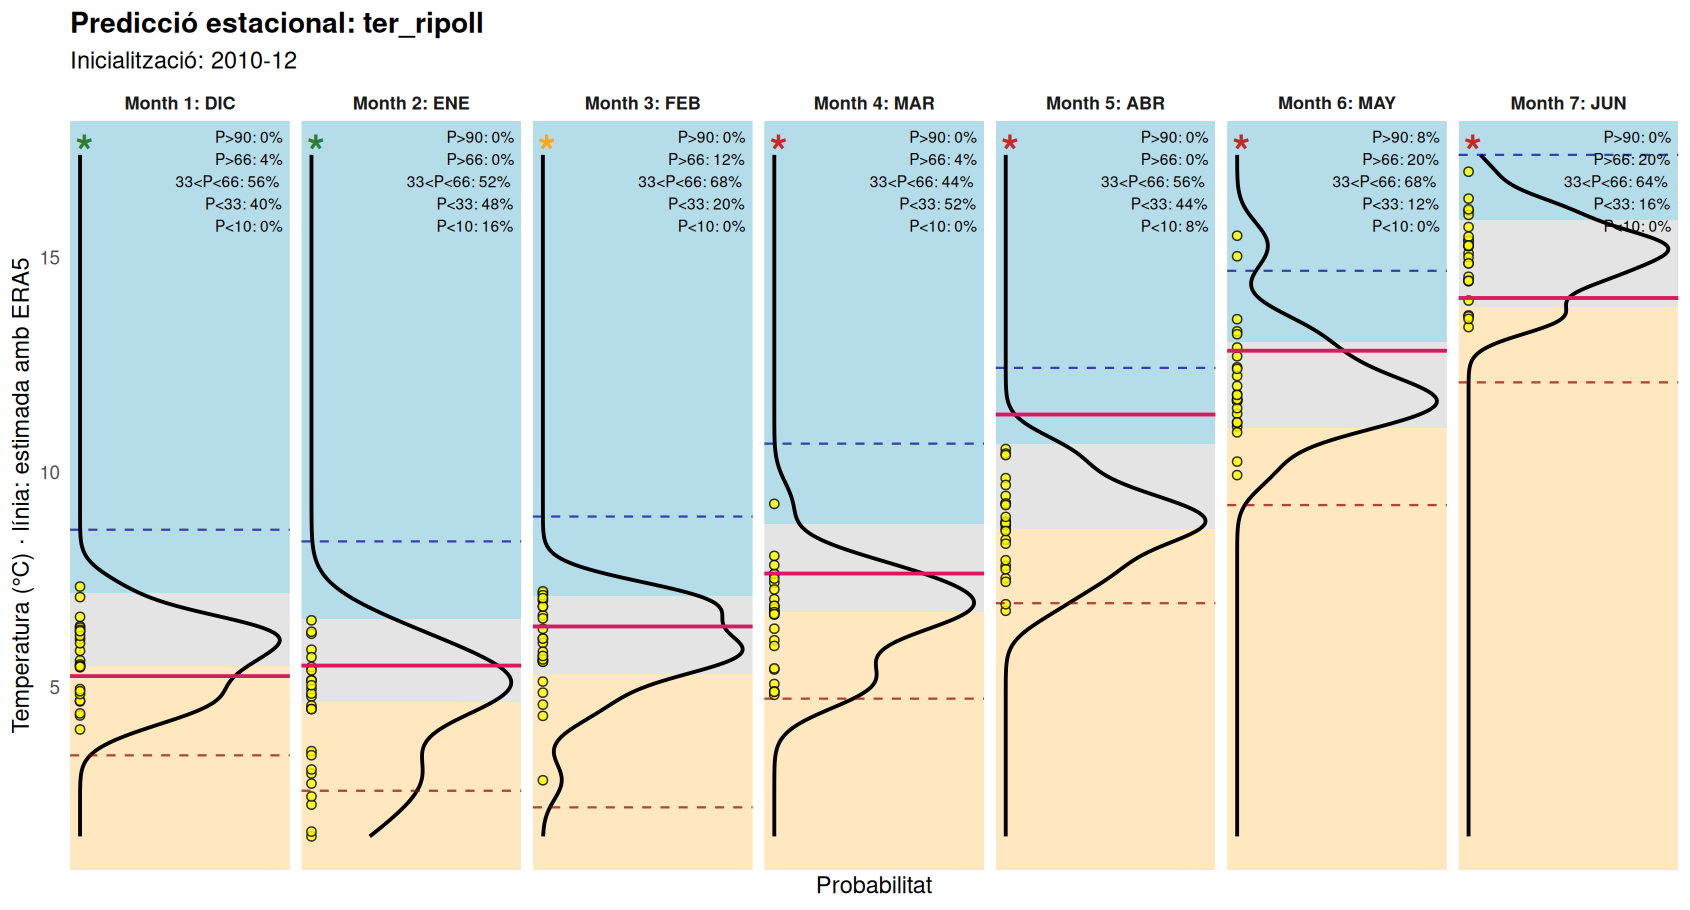 Predicció estacional: ter_ripoll
Inicialització: 2010-12
Month 1: DIC
Month 2: ENE
Month 3: FEB
Month 4: MAR
Month 5: ABR
Month 6: MAY
Month 7: JUN
*
P>90: 0%
P>66: 4%
33<P<66: 56%
P<33: 40%
P<10: 0%
*
P>90: 0%
P>66: 0%
33<P<66: 52%
P<33: 48%
P<10: 16%
*
P>90: 0%
P>66: 12%
33<P<66: 68%
P<33: 20%
P<10: 0%
*
P>90: 0%
P>66: 4%
33<P<66: 44%
P<33: 52%
P<10: 0%
*
P>90: 0%
P>66: 0%
33<P<66: 56%
P<33: 44%
P<10: 8%
*
P>90: 8%
P>66: 20%
33<P<66: 68%
P<33: 12%
P<10: 0%
*
P>90: 0%
P>66: 20%
33<P<66: 64%
P<33: 16%
P<10: 0%
15
10
5
Temperatura (°C) · línia: estimada amb ERA5
Probabilitat